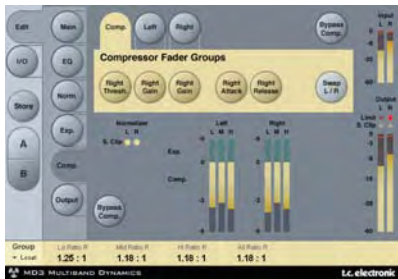 Edit
Main
Comp.
Left
Right
Bypass
Comp.
Input
L R
I/O
EQ
Compressor Fader Groups
Right
Thresh.
Right
Gain
Right
Gain
Right
Attack
Right
Release
Swap
L / R
Store
Norm.
Normalizer
L R
S. Clip
Left
L M H
Right
L M H
Output
L R
Limit
S. Clip
A
Exp.
Exp.
B
Comp.
Comp.
Output
Bypass
Comp.
Group
Local
Lo Ratio R
1.25 : 1
Mid Ratio R
1.18 : 1
Hi Ratio R
1.18 : 1
All Ratio R
1.18 : 1
MD3 MULTIBAND DYNAMICS
t.c. electronic